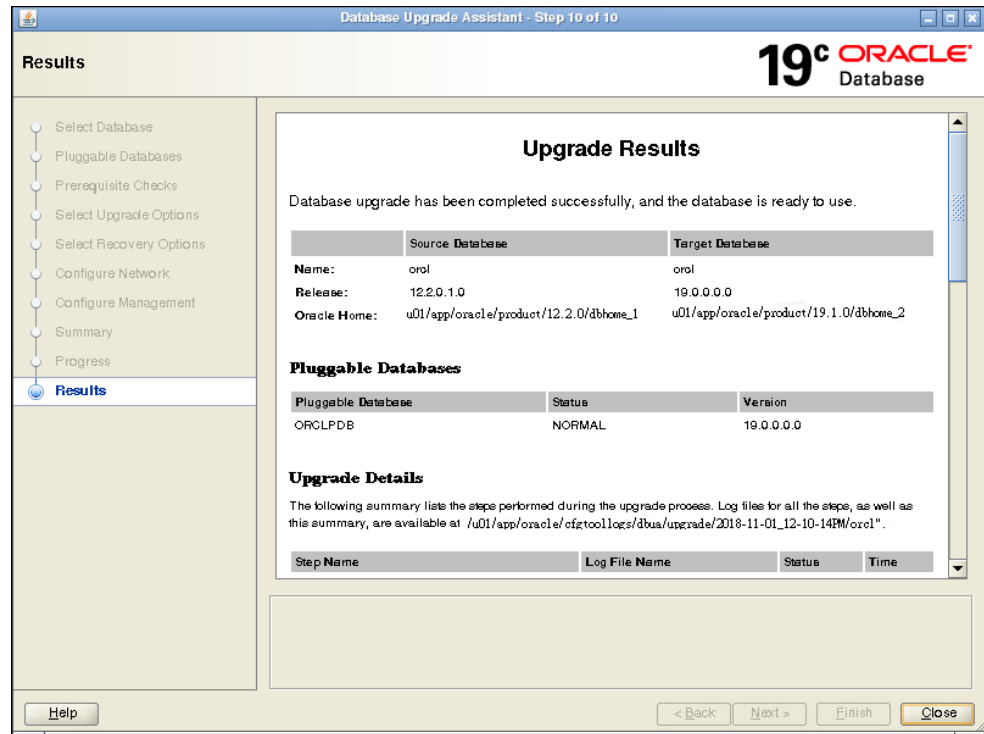 Database Upgrade Assistant - Step 10 of 10
Results
19c ORACLE Database
Select Database
Pluggable Databases
Prerequisite Checks
Select Upgrade Options
Select Recovery Options
Configure Network
Configure Management
Summary
Progress
Results
Upgrade Results
Database upgrade has been completed successfully, and the database is ready to use.
Source Database Target Database
Name: orcl orcl
Release: 12.2.0.1.0 19.0.0.0.0
Oracle Home: u01/app/oracle/product/12.2.0/dbhome_1 u01/app/oracle/product/19.1.0/dbhome_2
Pluggable Databases
Pluggable Database Status Version
ORCLPDB NORMAL 19.0.0.0.0
Upgrade Details
The following summary lists the steps performed during the upgrade process. Log files for all the steps, as well as
this summary, are available at /u01/app/oracle/cfgtoollogs/dbua/upgrade/2018-11-01_12-10-14PM/orcl".
Step Name Log File Name Status Time
Help < Back Next > Finish Close